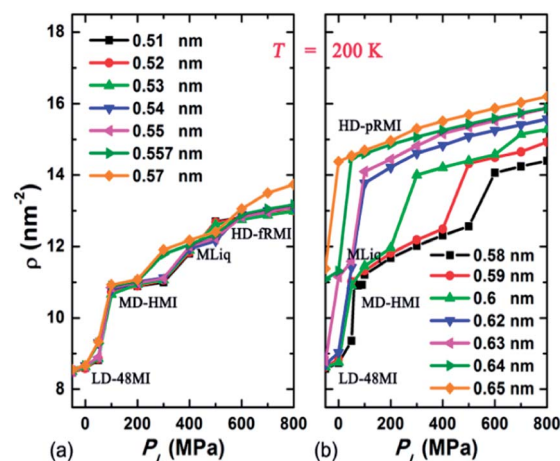 T = 200 K
ρ (nm⁻²)
18
16
14
12
10
8
0.51 nm
0.52 nm
0.53 nm
0.54 nm
0.55 nm
0.557 nm
0.57 nm
HD-fRMI
MLiq
MD-HMI
LD-48MI
0 200 400 600 800
(a) P_l (MPa)
HD-pRMI
MLiq
MD-HMI
LD-48MI
0.58 nm
0.59 nm
0.6 nm
0.62 nm
0.63 nm
0.64 nm
0.65 nm
0 200 400 600 800
(b) P_l (MPa)